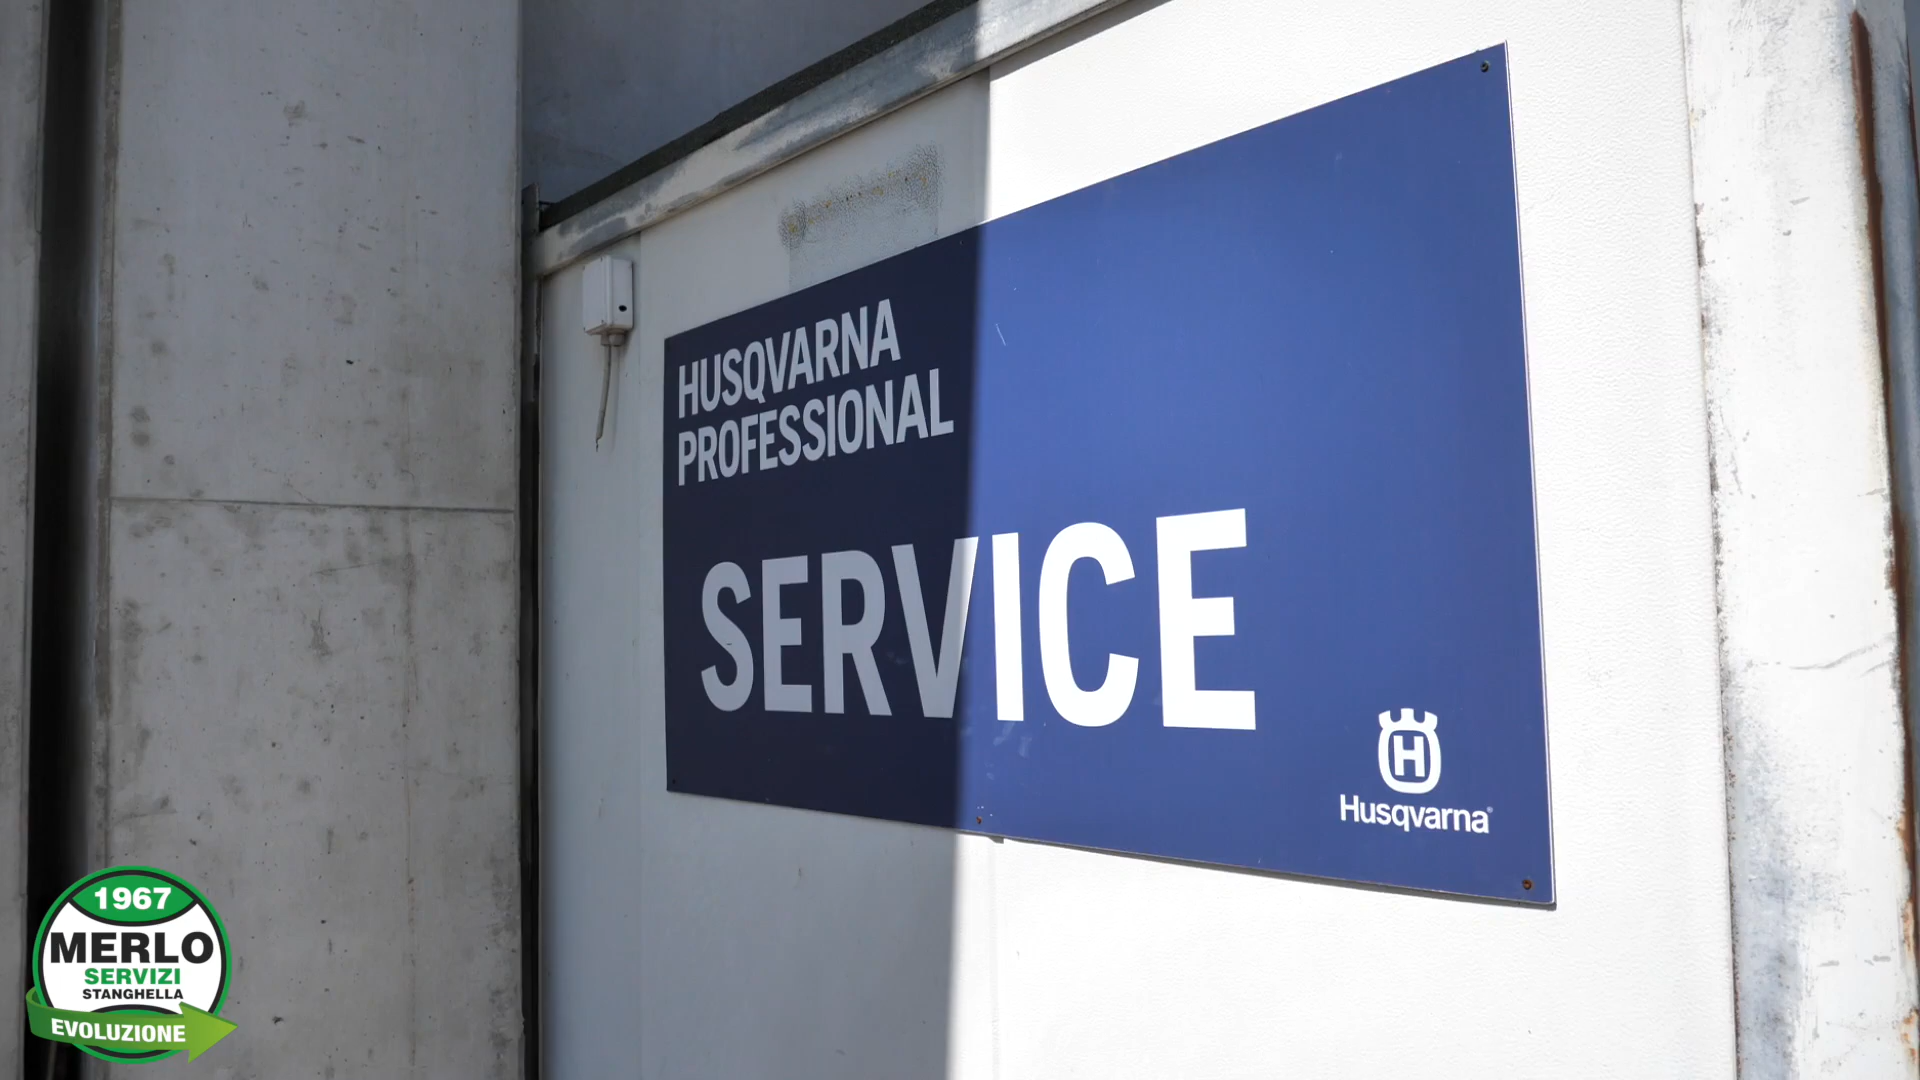 HUSQVARNA
PROFESSIONAL
SERVICE
H
Husqvarna®
1967
MERLO
SERVIZI
STANGHELLA
EVOLUZIONE